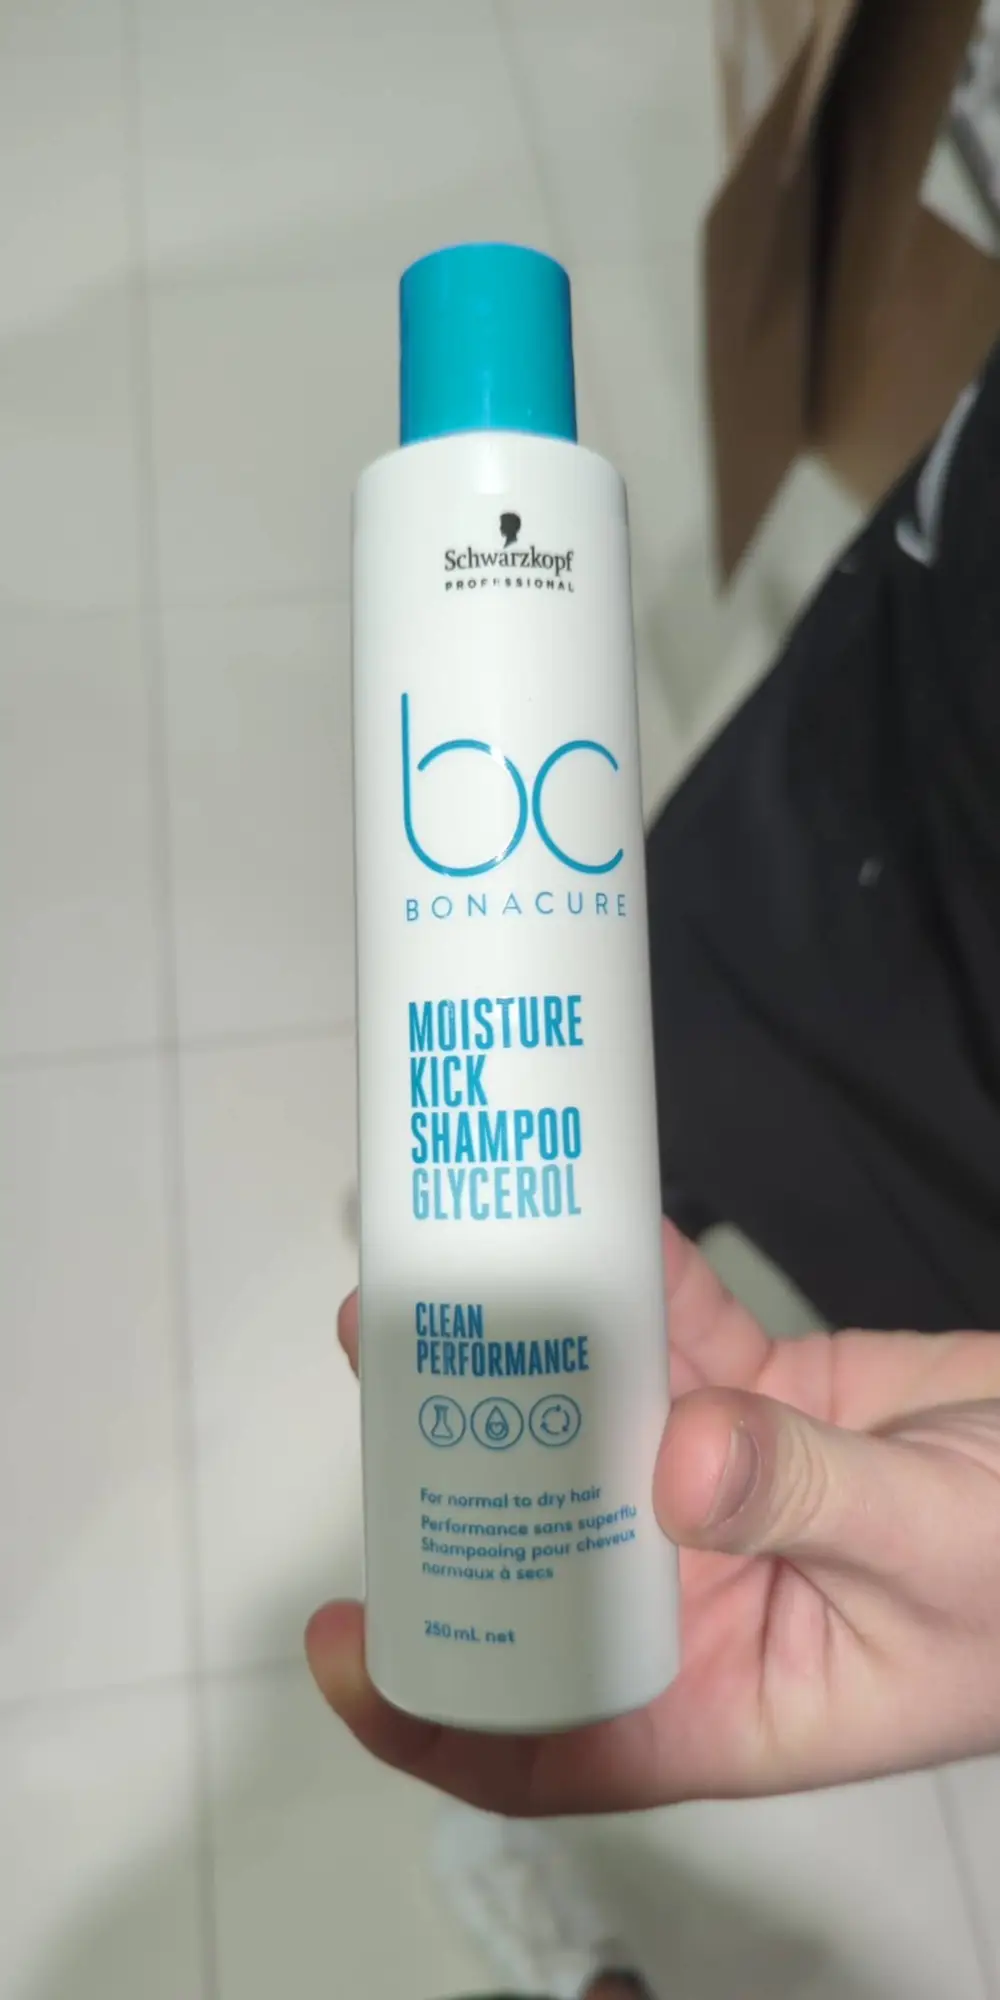 Schwarzkopf
PROFESSIONAL
bc
BONACURE
MOISTURE
KICK
SHAMPOO
GLYCEROL
CLEAN
PERFORMANCE
For normal to dry hair
Performance sans superflu
Shampooing pour cheveux
normaux à secs
250 mL net